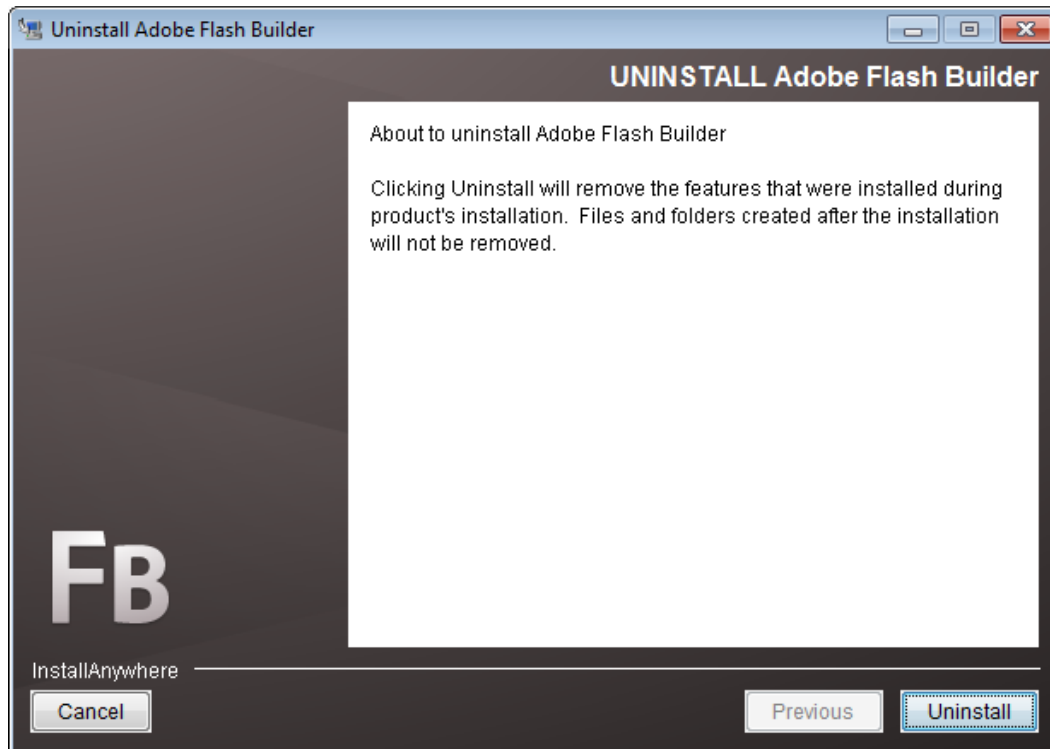 Uninstall Adobe Flash Builder
UNINSTALL Adobe Flash Builder
About to uninstall Adobe Flash Builder
Clicking Uninstall will remove the features that were installed during
product's installation.  Files and folders created after the installation
will not be removed.
FB
InstallAnywhere
Cancel
Previous
Uninstall